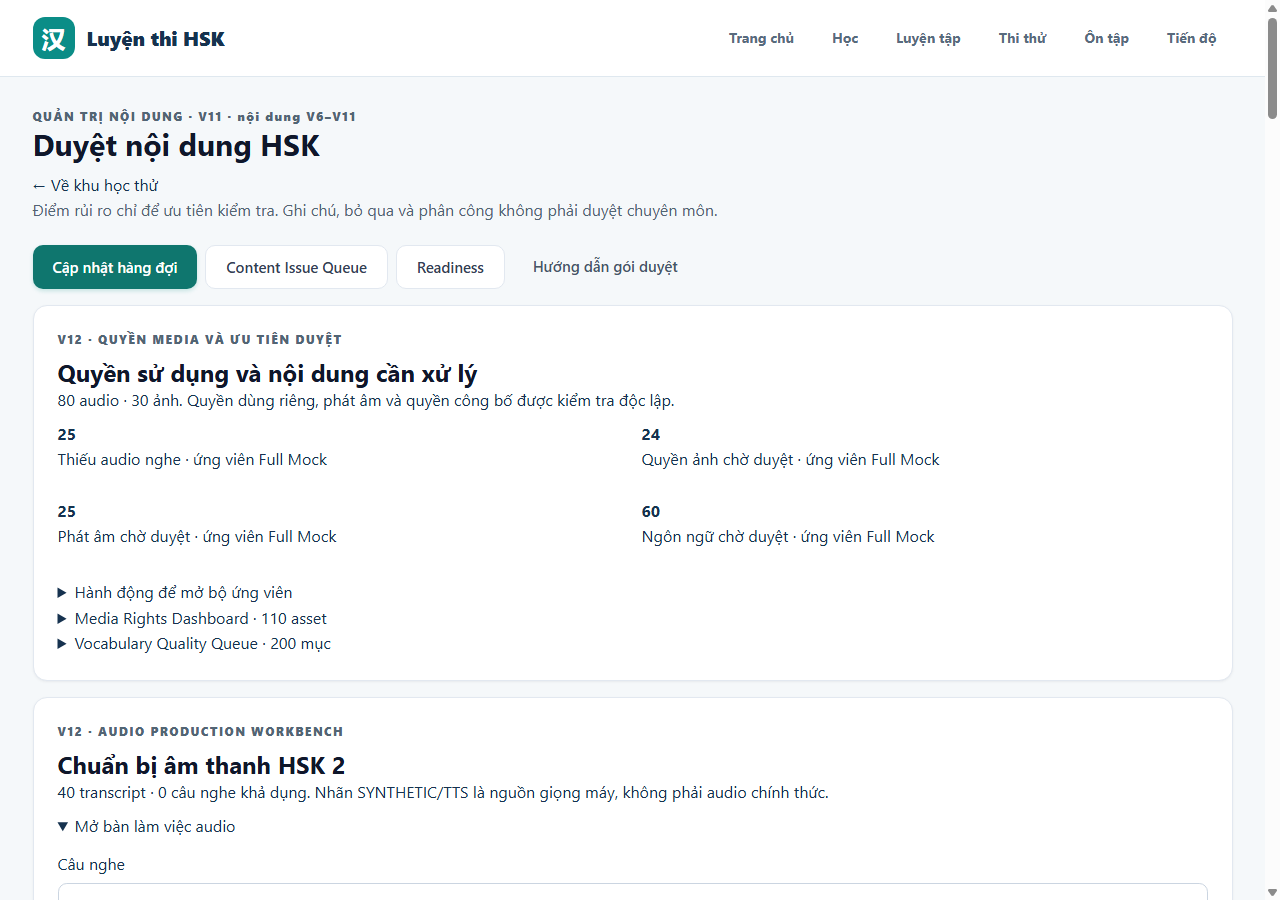 汉 Luyện thi HSK Trang chủ Học Luyện tập Thi thử Ôn tập Tiến độ
QUẢN TRỊ NỘI DUNG · V11 · nội dung V6–V11
Duyệt nội dung HSK
← Về khu học thử
Điểm rủi ro chỉ để ưu tiên kiểm tra. Ghi chú, bỏ qua và phân công không phải duyệt chuyên môn.
Cập nhật hàng đợi Content Issue Queue Readiness Hướng dẫn gói duyệt
V12 · QUYỀN MEDIA VÀ ƯU TIÊN DUYỆT
Quyền sử dụng và nội dung cần xử lý
80 audio · 30 ảnh. Quyền dùng riêng, phát âm và quyền công bố được kiểm tra độc lập.
25 24
Thiếu audio nghe · ứng viên Full Mock Quyền ảnh chờ duyệt · ứng viên Full Mock
25 60
Phát âm chờ duyệt · ứng viên Full Mock Ngôn ngữ chờ duyệt · ứng viên Full Mock
▶ Hành động để mở bộ ứng viên
▶ Media Rights Dashboard · 110 asset
▶ Vocabulary Quality Queue · 200 mục
V12 · AUDIO PRODUCTION WORKBENCH
Chuẩn bị âm thanh HSK 2
40 transcript · 0 câu nghe khả dụng. Nhãn SYNTHETIC/TTS là nguồn giọng máy, không phải audio chính thức.
▼ Mở bàn làm việc audio
Câu nghe